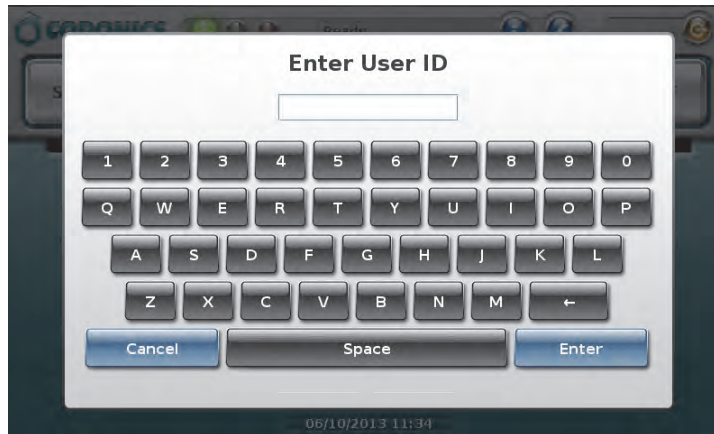 CODONICS
Enter User ID
1 2 3 4 5 6 7 8 9 0
Q W E R T Y U I O P
A S D F G H J K L
Z X C V B N M ←
Cancel Space Enter
06/10/2013 11:34